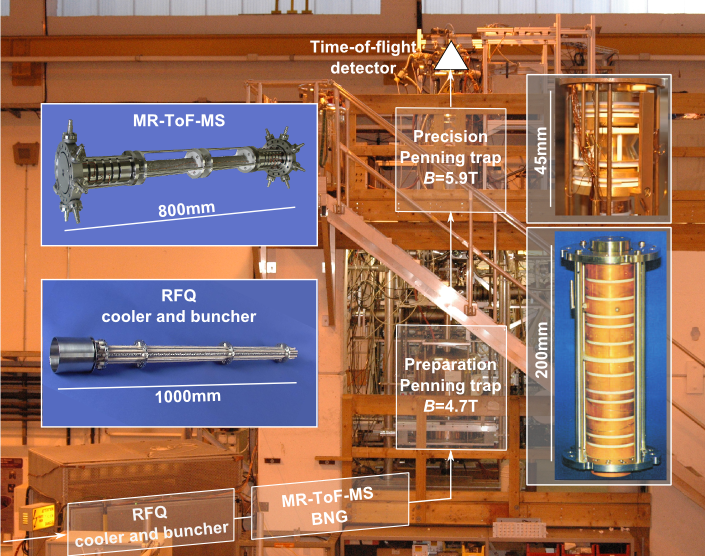 Time-of-flight
detector
MR-ToF-MS
800mm
Precision
Penning trap
B=5.9T
45mm
RFQ
cooler and buncher
1000mm
Preparation
Penning trap
B=4.7T
200mm
RFQ
cooler and buncher
MR-ToF-MS
BNG